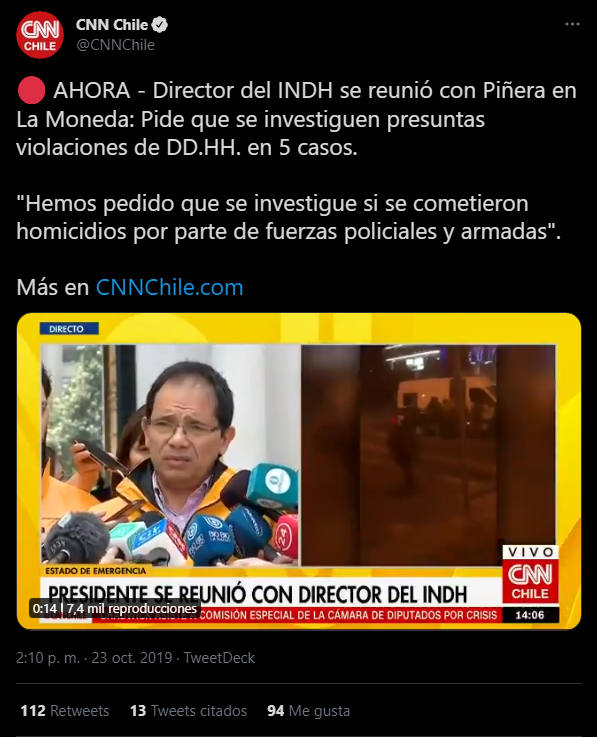 CNN
CHILE
CNN Chile
@CNNChile
AHORA - Director del INDH se reunió con Piñera en
La Moneda: Pide que se investiguen presuntas
violaciones de DD.HH. en 5 casos.
"Hemos pedido que se investigue si se cometieron
homicidios por parte de fuerzas policiales y armadas".
Más en CNNChile.com
DIRECTO
BIO BIO
ESTADO DE EMERGENCIA
PRESIDENTE SE REUNIÓ CON DIRECTOR DEL INDH
0:14 | 7,4 mil reproducciones
COMISIÓN ESPECIAL DE LA CÁMARA DE DIPUTADOS POR CRISIS
VIVO
CNN
CHILE
14:06
2:10 p. m. · 23 oct. 2019 · TweetDeck
112 Retweets 13 Tweets citados 94 Me gusta